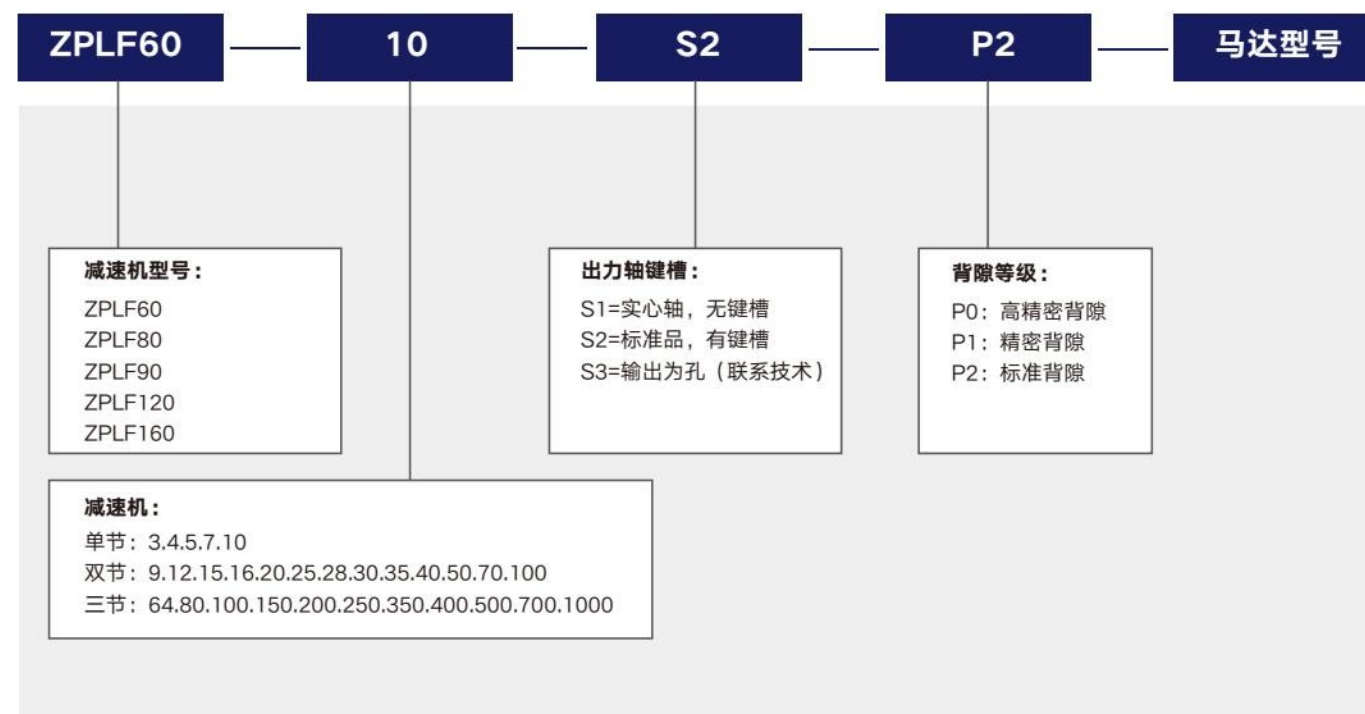 ZPLF60 10 S2 P2 马达型号
减速机型号：
ZPLF60
ZPLF80
ZPLF90
ZPLF120
ZPLF160
出力轴键槽：
S1=实心轴，无键槽
S2=标准品，有键槽
S3=输出为孔（联系技术）
背隙等级：
P0：高精密背隙
P1：精密背隙
P2：标准背隙
减速机：
单节：3.4.5.7.10
双节：9.12.15.16.20.25.28.30.35.40.50.70.100
三节：64.80.100.150.200.250.350.400.500.700.1000